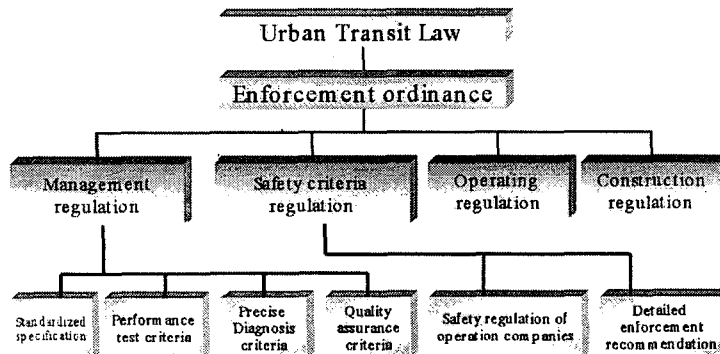 Urban Transit Law
Enforcement ordinance
Management
regulation
Safety criteria
regulation
Operating
regulation
Construction
regulation
Standardized
specification
Performance
test criteria
Precise
Diagnosis
criteria
Quality
assurance
criteria
Safety regulation of
operation companies
Detailed
enforcement
recommendation